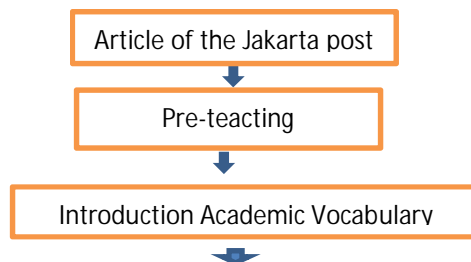 Article of the Jakarta post
Pre-teacting
Introduction Academic Vocabulary